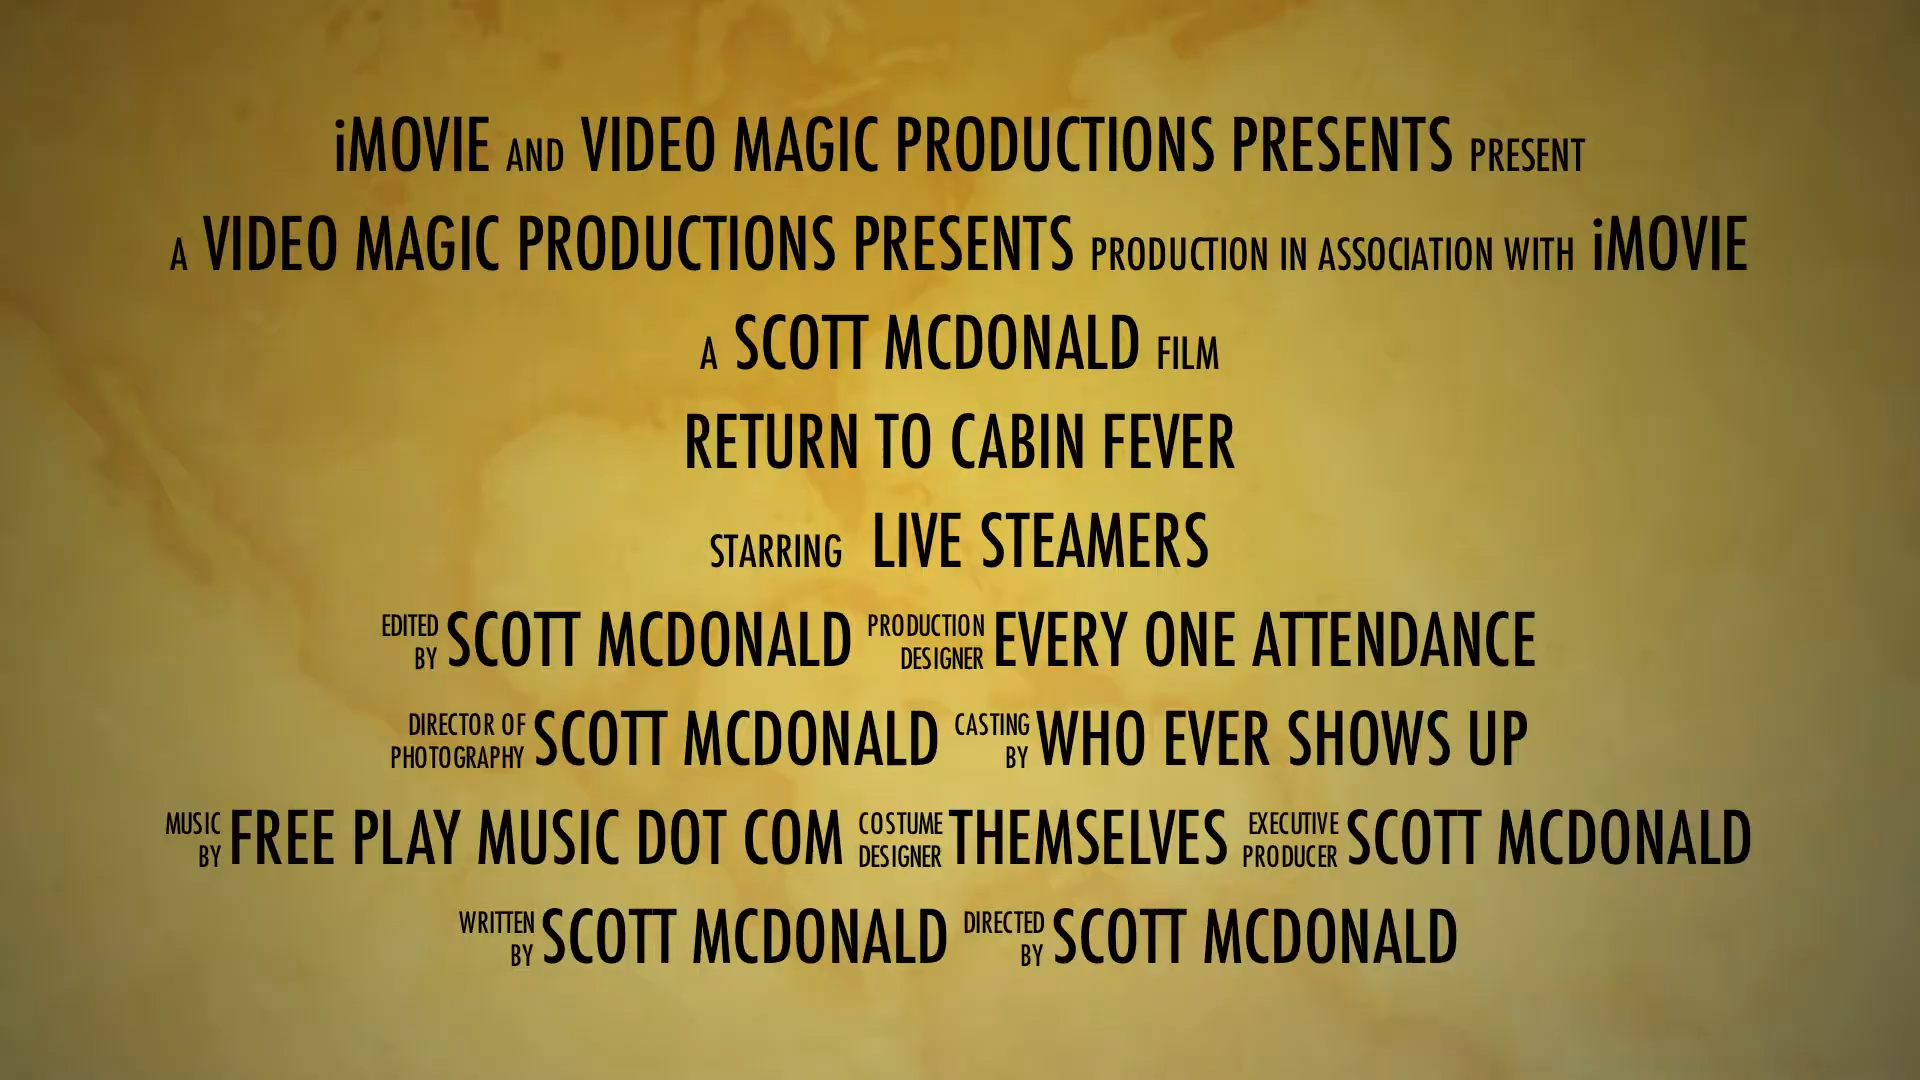 iMOVIE AND VIDEO MAGIC PRODUCTIONS PRESENTS PRESENT
A VIDEO MAGIC PRODUCTIONS PRESENTS PRODUCTION IN ASSOCIATION WITH iMOVIE
A SCOTT MCDONALD FILM
RETURN TO CABIN FEVER
STARRING LIVE STEAMERS
EDITED BY SCOTT MCDONALD PRODUCTION DESIGNER EVERY ONE ATTENDANCE
DIRECTOR OF PHOTOGRAPHY SCOTT MCDONALD CASTING BY WHO EVER SHOWS UP
MUSIC BY FREE PLAY MUSIC DOT COM COSTUME DESIGNER THEMSELVES EXECUTIVE PRODUCER SCOTT MCDONALD
WRITTEN BY SCOTT MCDONALD DIRECTED BY SCOTT MCDONALD